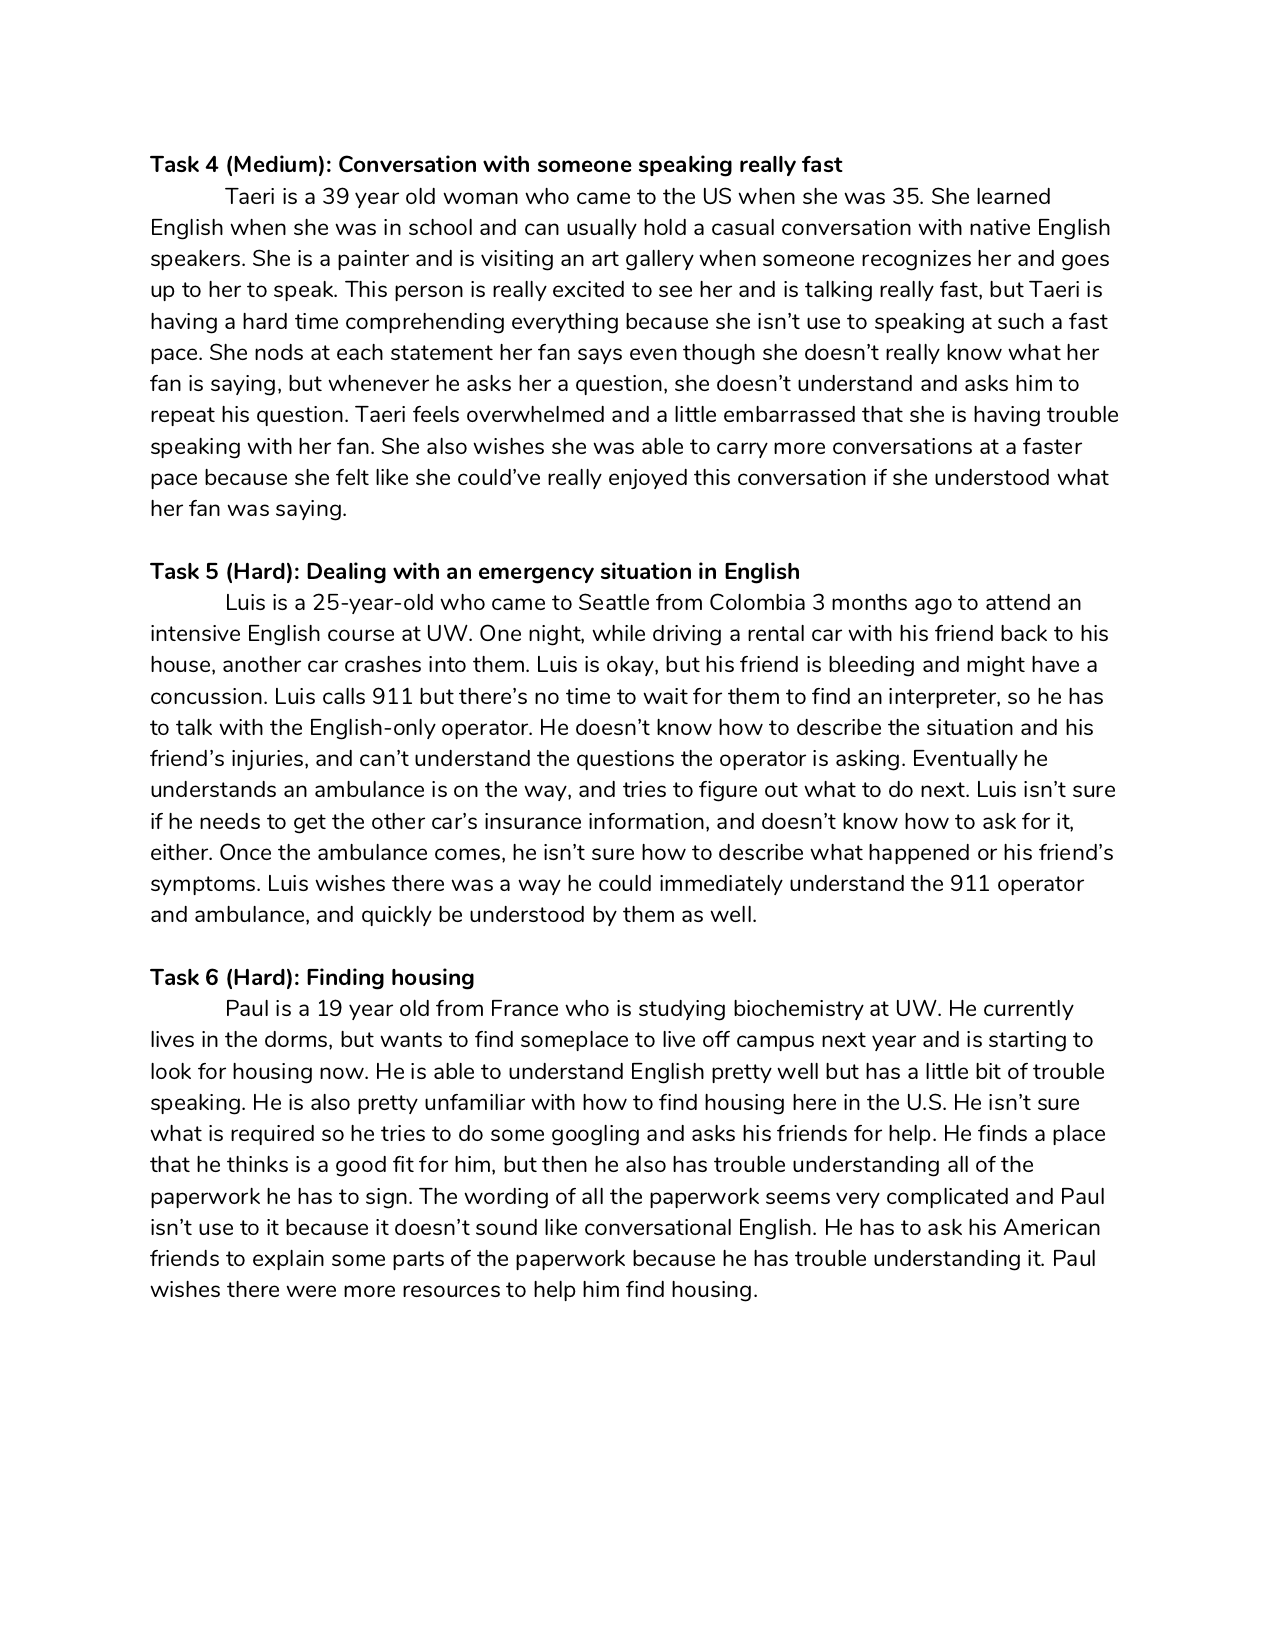 Task 4 (Medium): Conversation with someone speaking really fast
Taeri is a 39 year old woman who came to the US when she was 35. She learned
English when she was in school and can usually hold a casual conversation with native English
speakers. She is a painter and is visiting an art gallery when someone recognizes her and goes
up to her to speak. This person is really excited to see her and is talking really fast, but Taeri is
having a hard time comprehending everything because she isn’t use to speaking at such a fast
pace. She nods at each statement her fan says even though she doesn’t really know what her
fan is saying, but whenever he asks her a question, she doesn’t understand and asks him to
repeat his question. Taeri feels overwhelmed and a little embarrassed that she is having trouble
speaking with her fan. She also wishes she was able to carry more conversations at a faster
pace because she felt like she could’ve really enjoyed this conversation if she understood what
her fan was saying.
Task 5 (Hard): Dealing with an emergency situation in English
Luis is a 25-year-old who came to Seattle from Colombia 3 months ago to attend an
intensive English course at UW. One night, while driving a rental car with his friend back to his
house, another car crashes into them. Luis is okay, but his friend is bleeding and might have a
concussion. Luis calls 911 but there’s no time to wait for them to find an interpreter, so he has
to talk with the English-only operator. He doesn’t know how to describe the situation and his
friend’s injuries, and can’t understand the questions the operator is asking. Eventually he
understands an ambulance is on the way, and tries to figure out what to do next. Luis isn’t sure
if he needs to get the other car’s insurance information, and doesn’t know how to ask for it,
either. Once the ambulance comes, he isn’t sure how to describe what happened or his friend’s
symptoms. Luis wishes there was a way he could immediately understand the 911 operator
and ambulance, and quickly be understood by them as well.
Task 6 (Hard): Finding housing
Paul is a 19 year old from France who is studying biochemistry at UW. He currently
lives in the dorms, but wants to find someplace to live off campus next year and is starting to
look for housing now. He is able to understand English pretty well but has a little bit of trouble
speaking. He is also pretty unfamiliar with how to find housing here in the U.S. He isn’t sure
what is required so he tries to do some googling and asks his friends for help. He finds a place
that he thinks is a good fit for him, but then he also has trouble understanding all of the
paperwork he has to sign. The wording of all the paperwork seems very complicated and Paul
isn’t use to it because it doesn’t sound like conversational English. He has to ask his American
friends to explain some parts of the paperwork because he has trouble understanding it. Paul
wishes there were more resources to help him find housing.